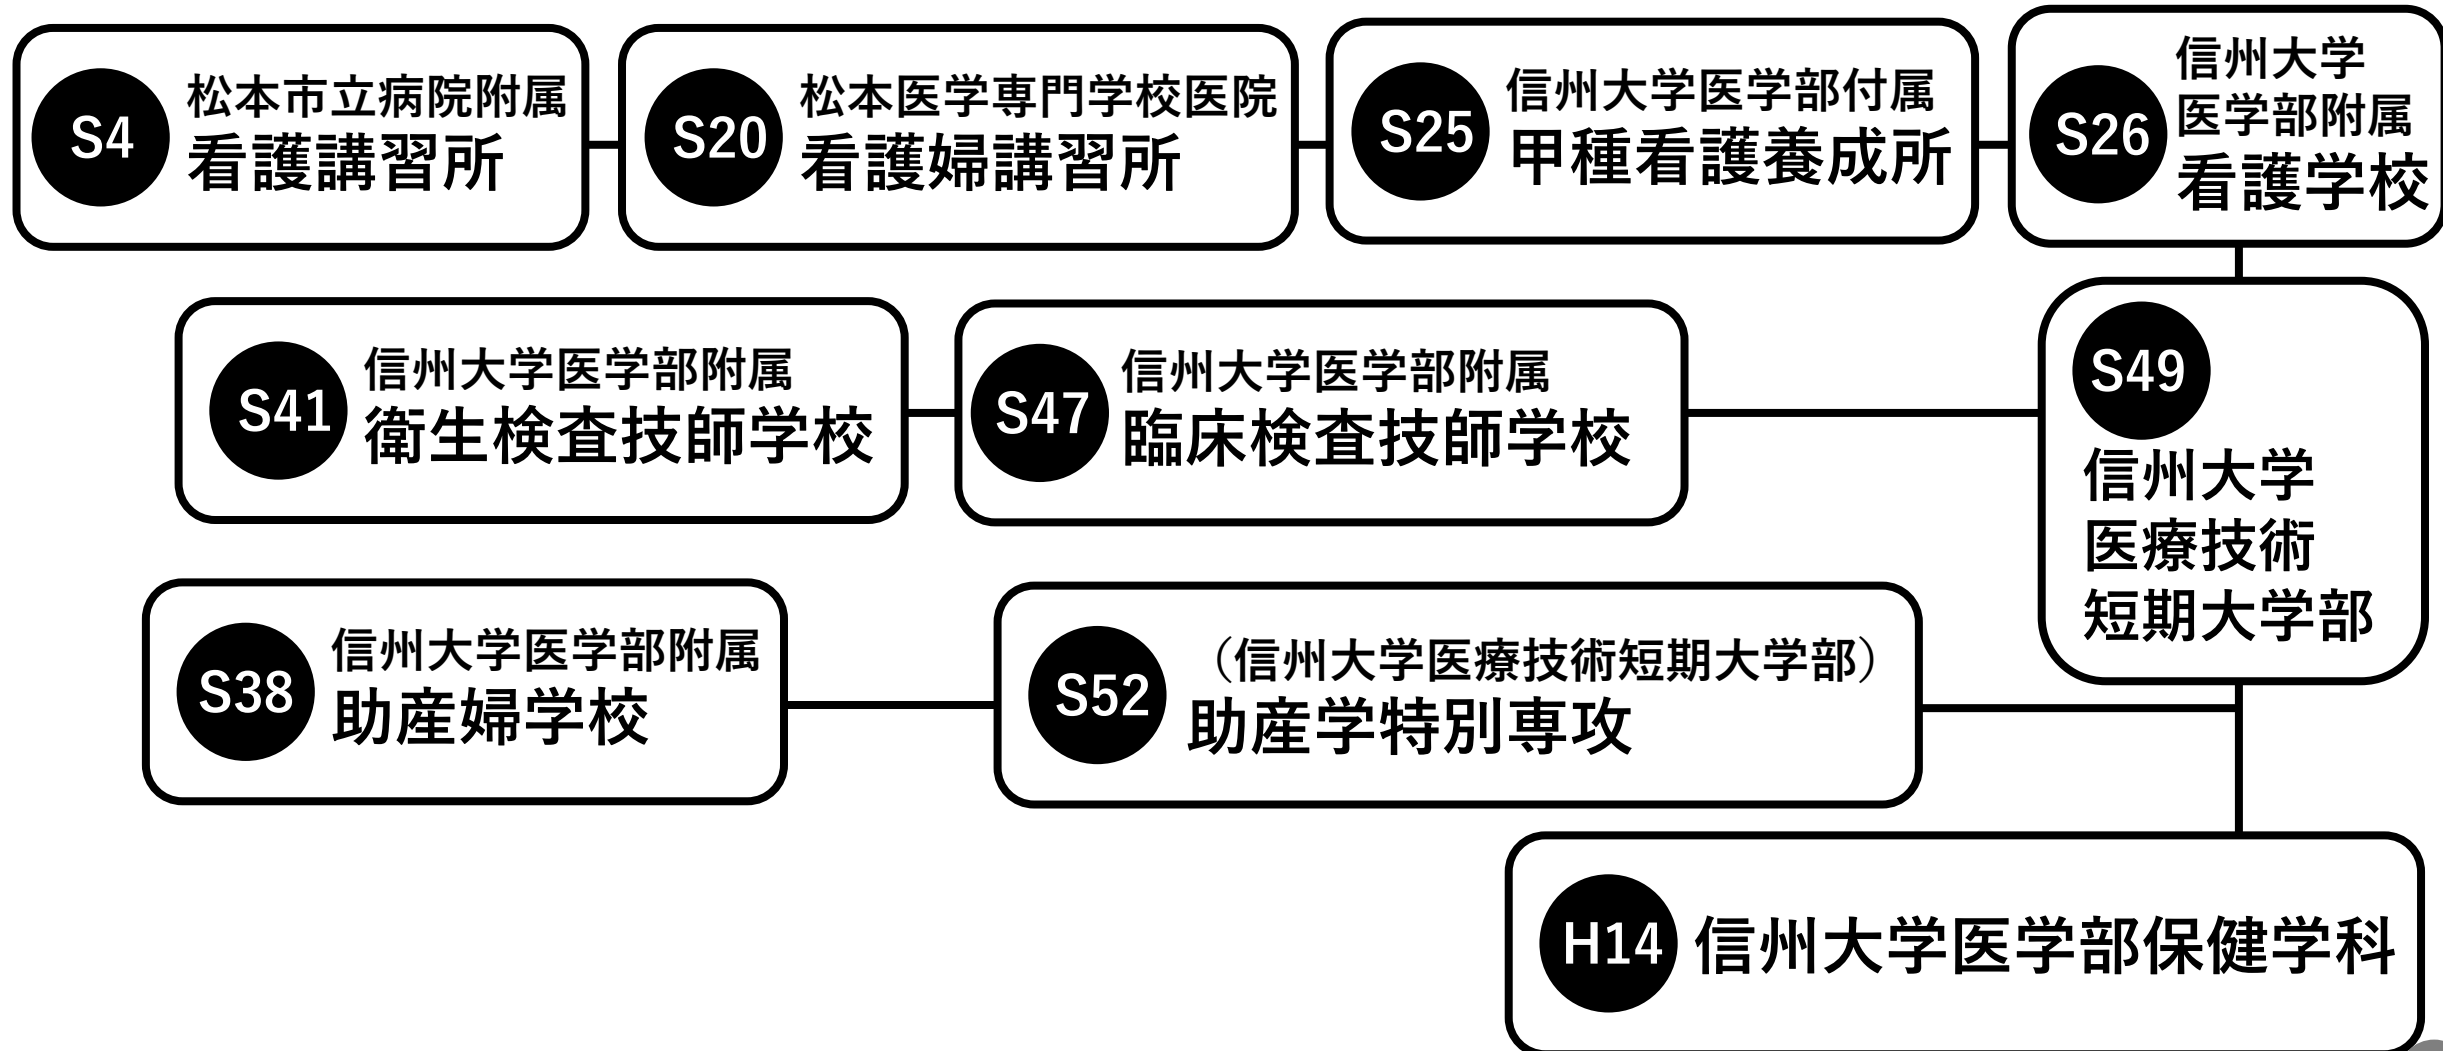 S4
松本市立病院附属
看護講習所
S20
松本医学専門学校医院
看護婦講習所
S25
信州大学医学部付属
甲種看護養成所
S26
信州大学
医学部附属
看護学校
S41
信州大学医学部附属
衛生検査技師学校
S47
信州大学医学部附属
臨床検査技師学校
S49
信州大学
医療技術
短期大学部
S38
信州大学医学部附属
助産婦学校
S52
（信州大学医療技術短期大学部）
助産学特別専攻
H14
信州大学医学部保健学科